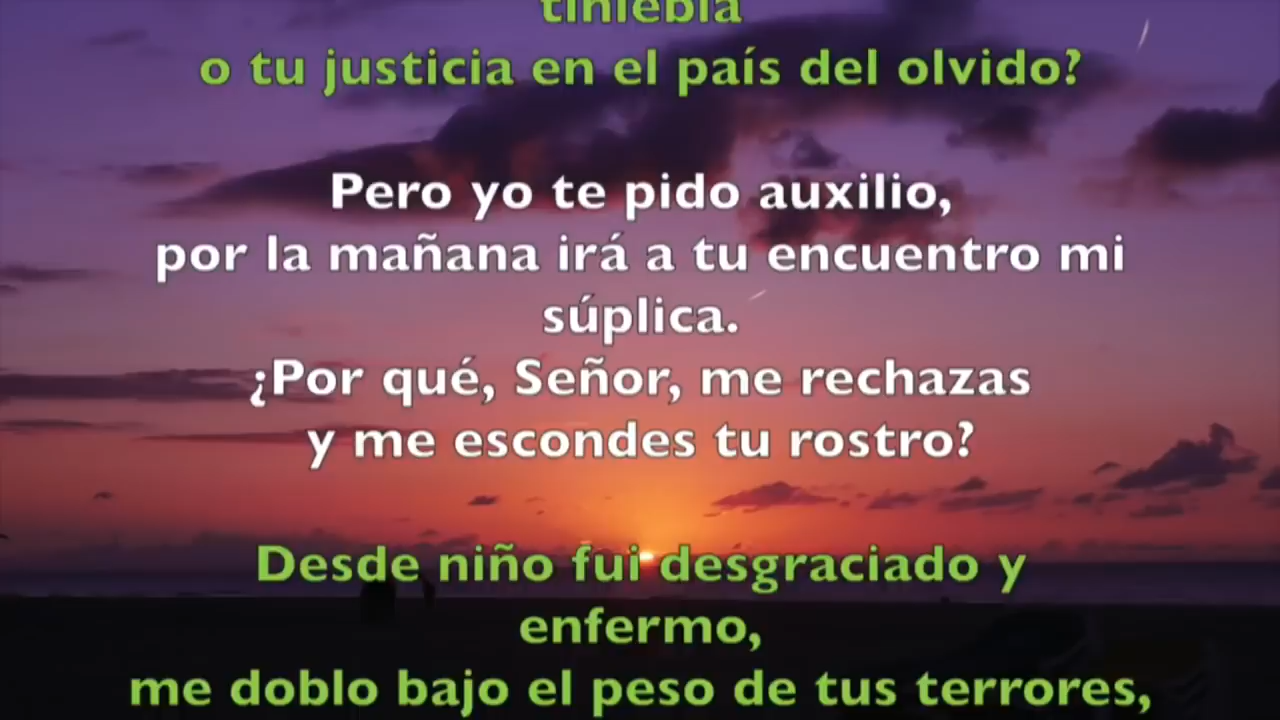 tiniebla
o tu justicia en el país del olvido?
Pero yo te pido auxilio,
por la mañana irá a tu encuentro mi
súplica.
¿Por qué, Señor, me rechazas
y me escondes tu rostro?
Desde niño fui desgraciado y
enfermo,
me doblo bajo el peso de tus terrores,